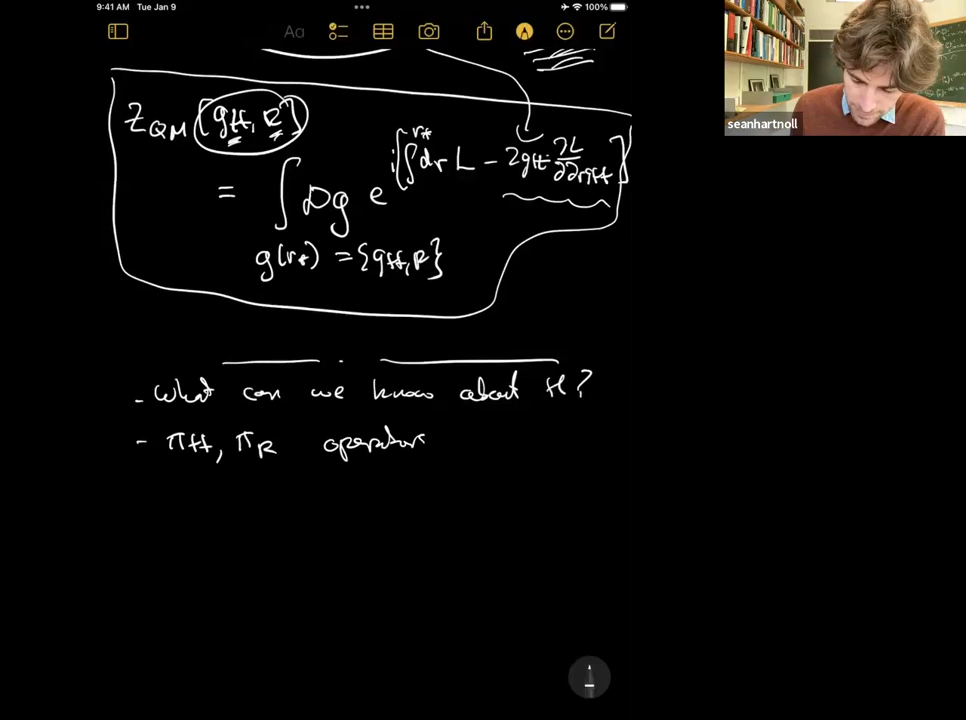 9:41 AM Tue Jan 9
100%
Aa
seanhartnoll
Z_QM [g_tt, R]
= ∫ Dg e^{i[∫^{r*} dr L - 2g_tt ∂L/∂∂_r g_tt]}
g(r*) = {g_tt, R}
- What can we know about H?
- π_tt, π_R operators